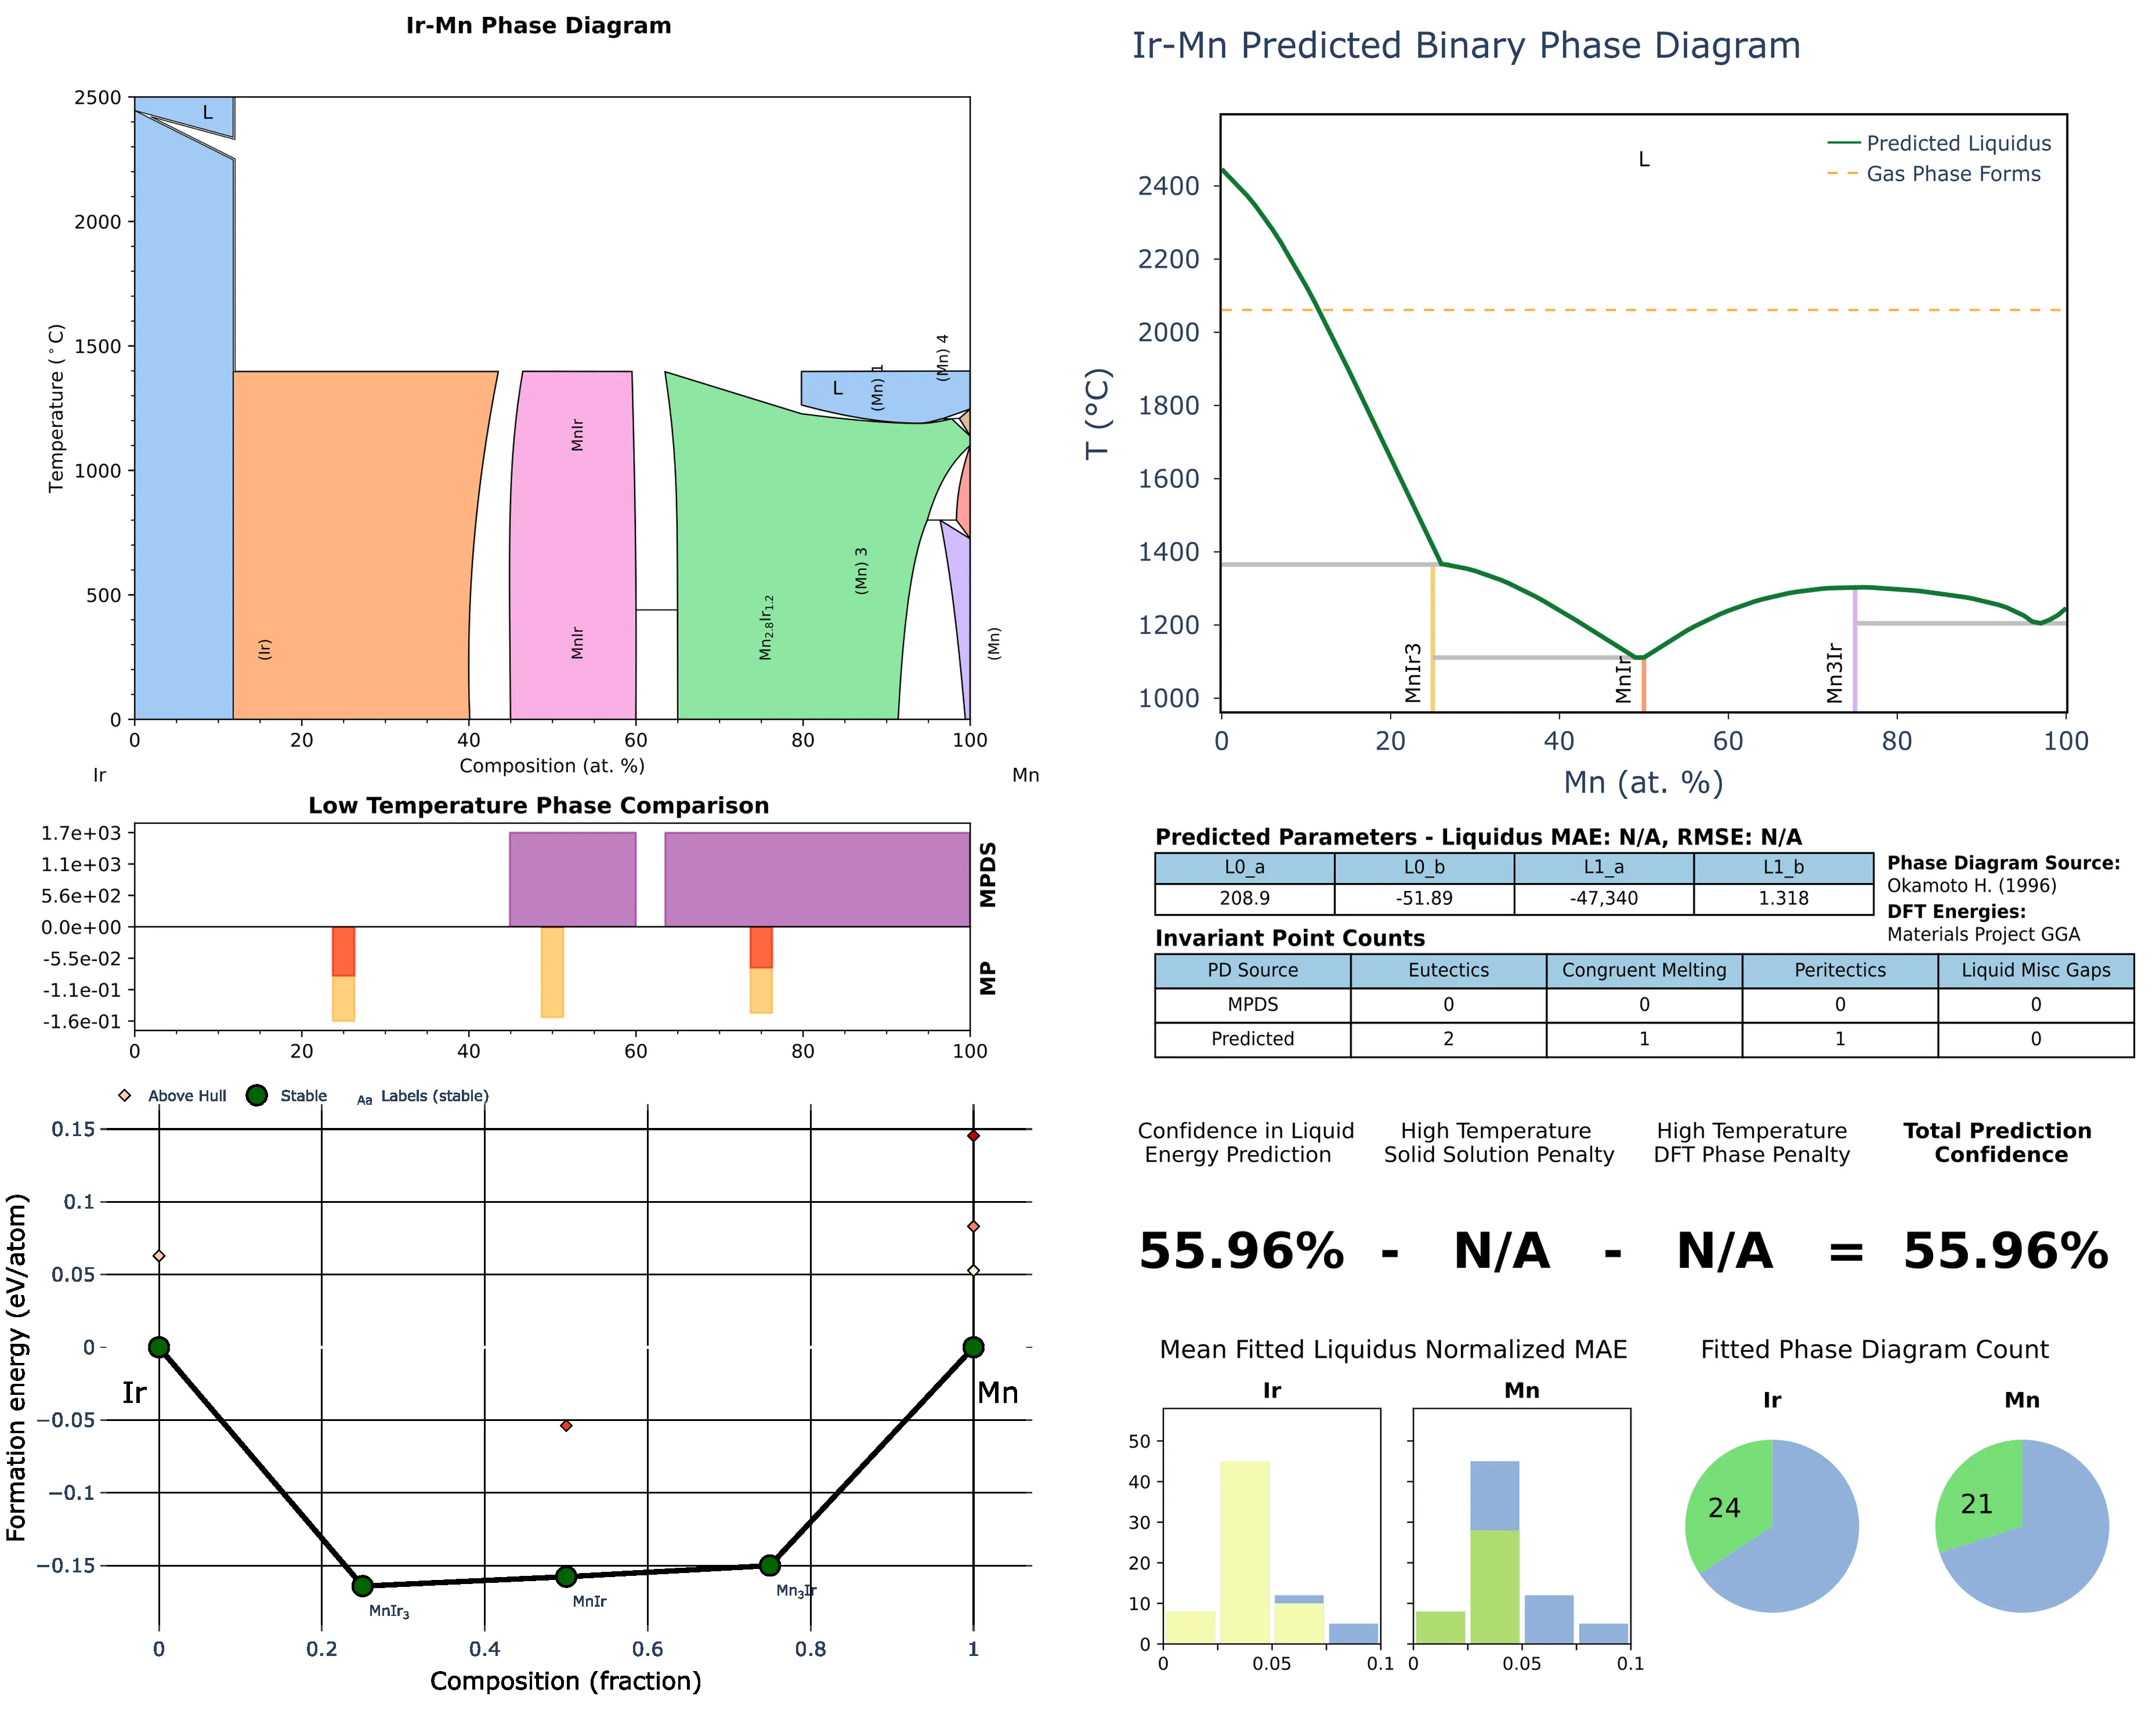 Ir-Mn Phase Diagram
2500
2000
1500
1000
500
0
Temperature (°C)
L
(Ir)
MnIr
MnIr
Mn2.8Ir1.2
(Mn) 3
L
(Mn) 1
(Mn) 4
(Mn)
0 20 40 60 80 100
Composition (at. %)
Ir
Mn
Low Temperature Phase Comparison
1.7e+03
1.1e+03
5.6e+02
0.0e+00
-5.5e-02
-1.1e-01
-1.6e-01
MPDS
MP
0 20 40 60 80 100
Above Hull Stable Aa Labels (stable)
0.15
0.1
0.05
0
−0.05
−0.1
−0.15
Formation energy (eV/atom)
Ir
Mn
MnIr3
MnIr
Mn3Ir
0 0.2 0.4 0.6 0.8 1
Composition (fraction)
Ir-Mn Predicted Binary Phase Diagram
L
Predicted Liquidus
Gas Phase Forms
2400
2200
2000
1800
1600
1400
1200
1000
T (°C)
MnIr3
MnIr
Mn3Ir
0 20 40 60 80 100
Mn (at. %)
Predicted Parameters - Liquidus MAE: N/A, RMSE: N/A
L0_a L0_b L1_a L1_b
208.9 -51.89 -47,340 1.318
Phase Diagram Source:
Okamoto H. (1996)
DFT Energies:
Materials Project GGA
Invariant Point Counts
PD Source Eutectics Congruent Melting Peritectics Liquid Misc Gaps
MPDS 0 0 0 0
Predicted 2 1 1 0
Confidence in Liquid
Energy Prediction
High Temperature
Solid Solution Penalty
High Temperature
DFT Phase Penalty
Total Prediction
Confidence
55.96% - N/A - N/A = 55.96%
Mean Fitted Liquidus Normalized MAE
Ir
Mn
50
40
30
20
10
0
0 0.05 0.1
0 0.05 0.1
Fitted Phase Diagram Count
Ir
Mn
24
21